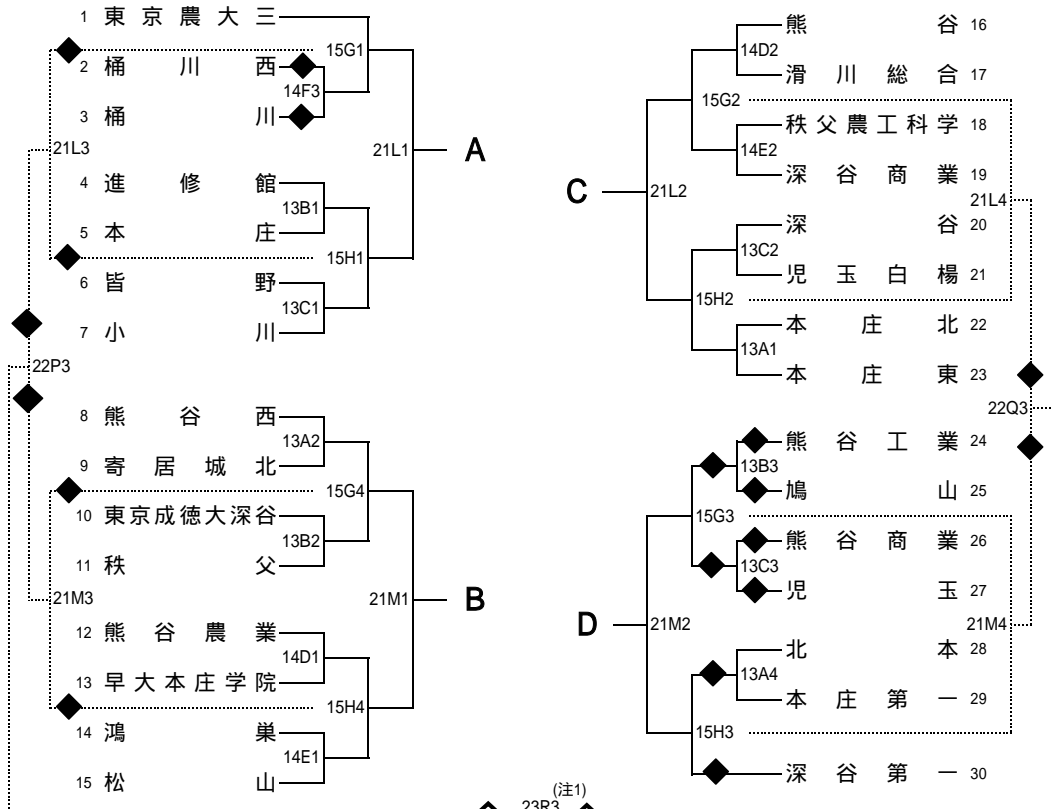 1 東京農大三
15G1
2 桶川西
14F3
3 桶川
21L3
21L1
A
4 進修館
13B1
5 本庄
15H1
6 皆野
13C1
7 小川
22P3
8 熊谷西
13A2
9 寄居城北
15G4
10 東京成徳大深谷
13B2
11 秩父
21M3
21M1
B
12 熊谷農業
14D1
13 早大本庄学院
15H4
14 鴻巣
14E1
15 松山
熊谷 16
14D2
滑川総合 17
15G2
秩父農工科学 18
14E2
深谷商業 19
C
21L2
21L4
深谷 20
13C2
児玉白楊 21
15H2
本庄北 22
13A1
本庄東 23
22Q3
熊谷工業 24
13B3
鳩山 25
15G3
熊谷商業 26
13C3
児玉 27
D
21M2
21M4
北本 28
13A4
本庄第一 29
15H3
深谷第一 30
(注1)
23R3